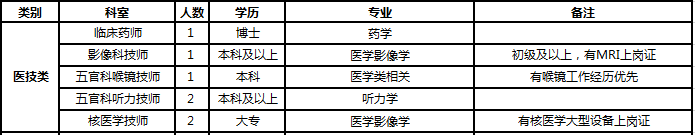 类别 科室 人数 学历 专业 备注
临床药师 1 博士 药学
影像科技师 1 本科及以上 医学影像学 初级及以上，有MRI上岗证
医技类 五官科喉镜技师 1 本科 医学类相关 有喉镜工作经历优先
五官科听力技师 2 本科及以上 听力学
核医学技师 2 大专 医学影像学 有核医学大型设备上岗证